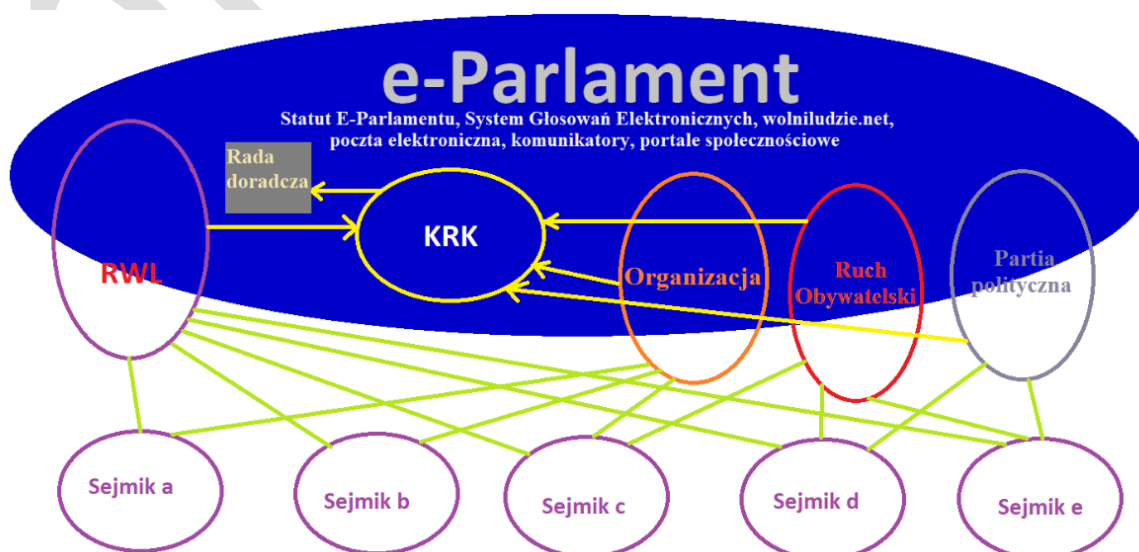 e-Parlament
Statut E-Parlamentu, System Głosowań Elektronicznych, wolniludzie.net,
poczta elektroniczna, komunikatory, portale społecznościowe
Rada
doradcza
KRK
RWL
Organizacja
Ruch
Obywatelski
Partia
polityczna
Sejmik a
Sejmik b
Sejmik c
Sejmik d
Sejmik e